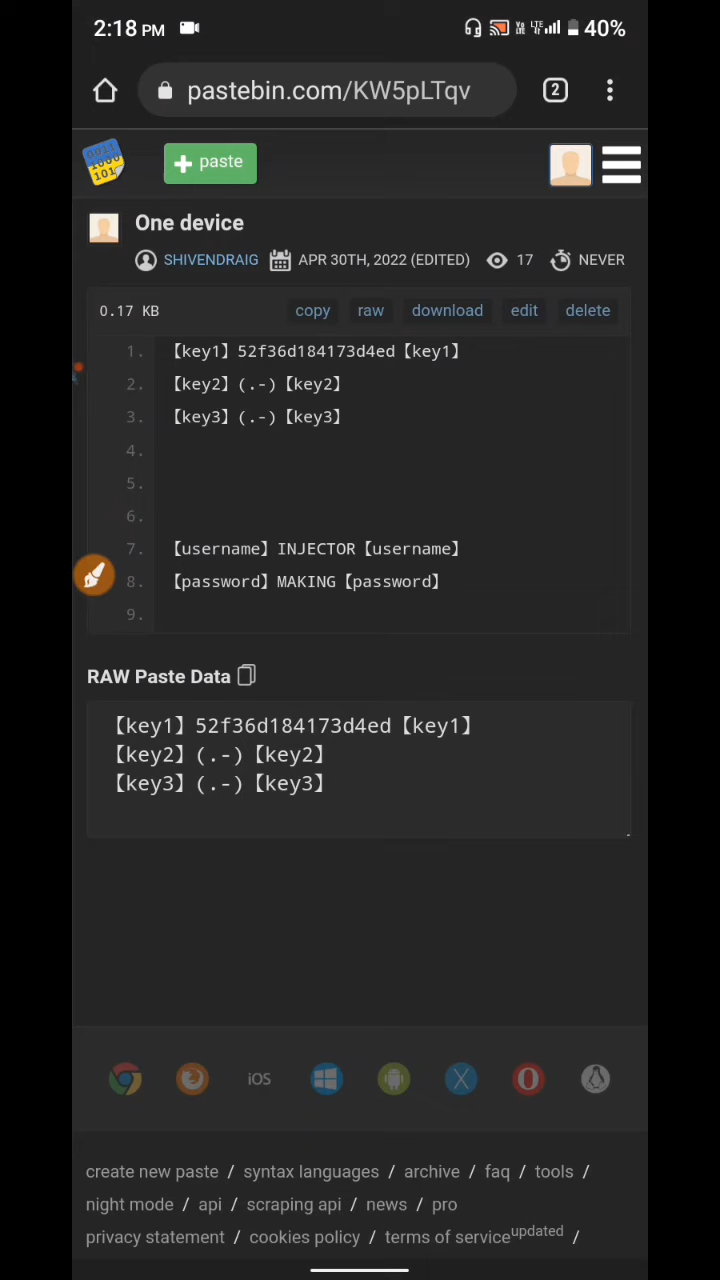 2:18 PM 40%
pastebin.com/KW5pLTqv 2
paste
One device
SHIVENDRAIG APR 30TH, 2022 (EDITED) 17 NEVER
0.17 KB copy raw download edit delete
1. 【key1】52f36d184173d4ed【key1】
2. 【key2】(.-)【key2】
3. 【key3】(.-)【key3】
4.
5.
6.
7. 【username】INJECTOR【username】
8. 【password】MAKING【password】
9.
RAW Paste Data
【key1】52f36d184173d4ed【key1】
【key2】(.-)【key2】
【key3】(.-)【key3】
iOS
create new paste / syntax languages / archive / faq / tools /
night mode / api / scraping api / news / pro
privacy statement / cookies policy / terms of service updated /